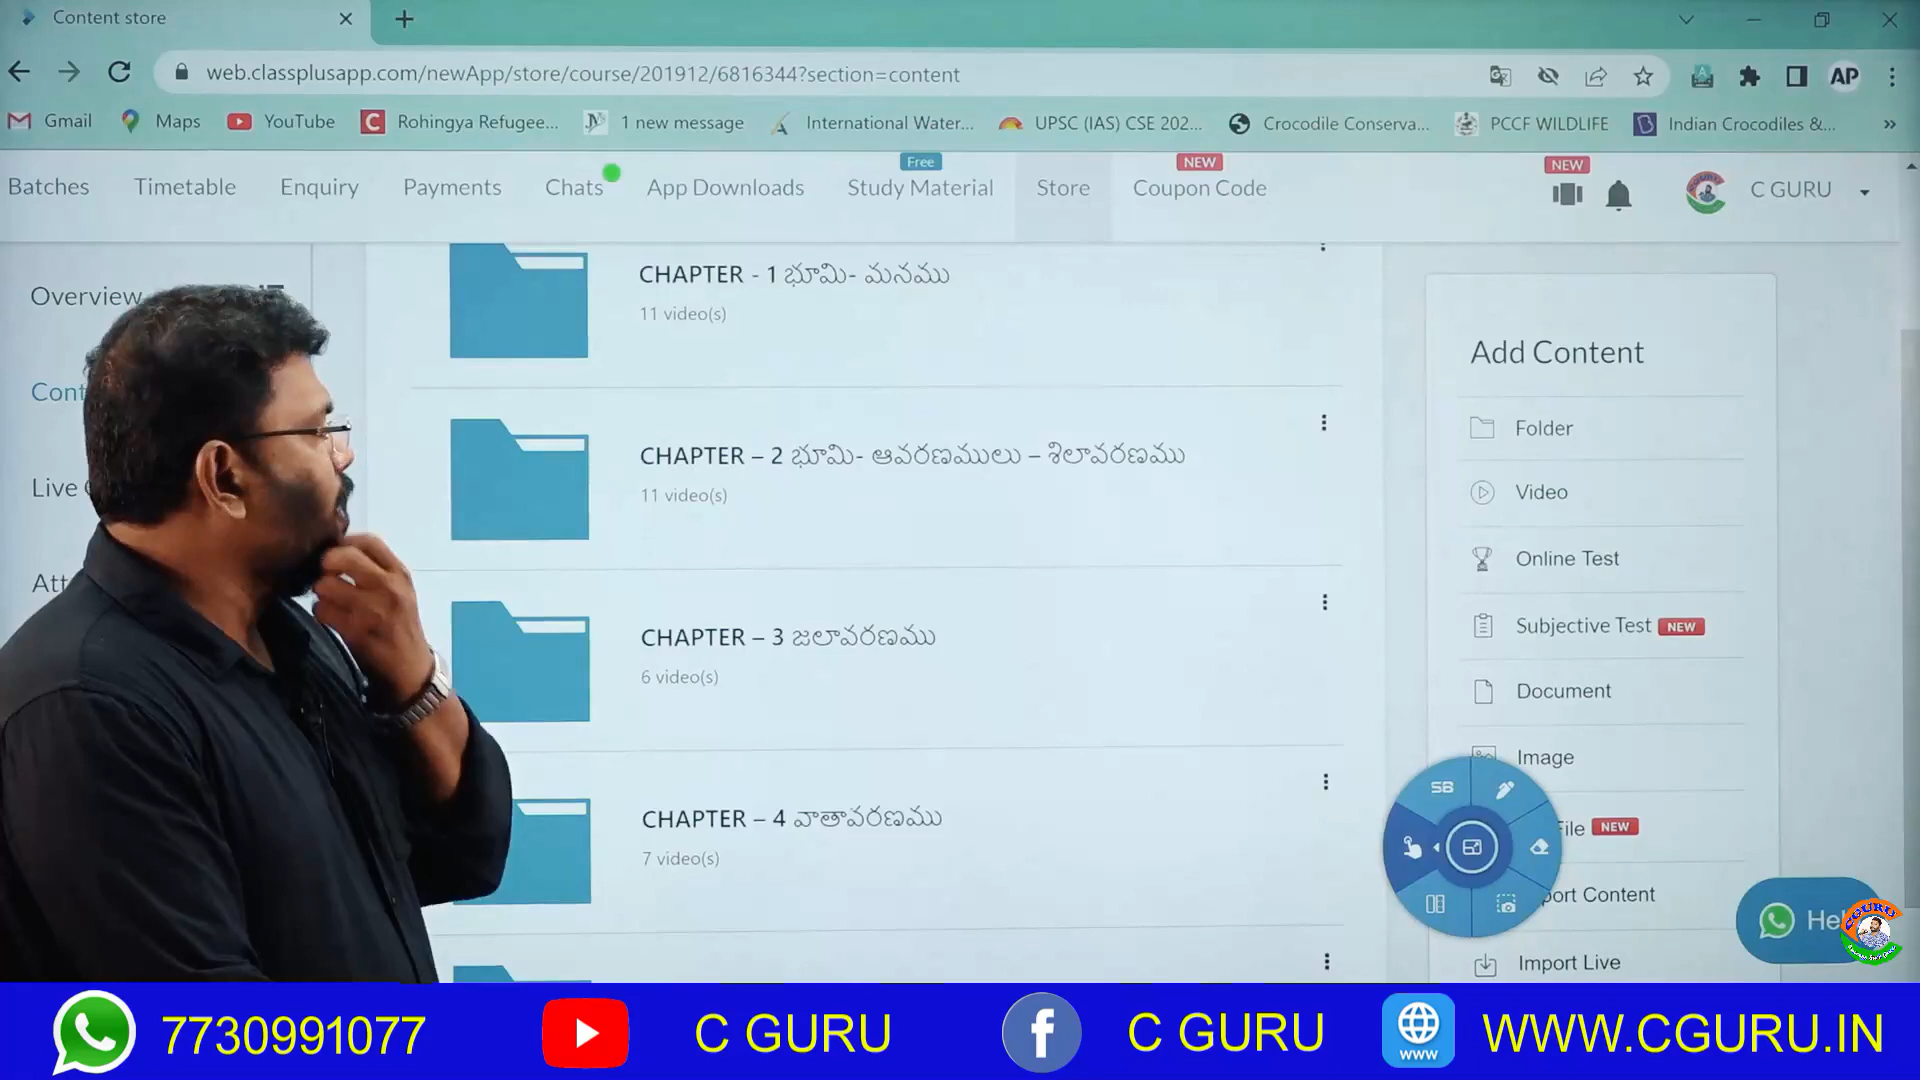 Content store
web.classplusapp.com/newApp/store/course/201912/6816344?section=content
AP
Gmail
Maps
YouTube
Rohingya Refugee...
1 new message
International Water...
UPSC (IAS) CSE 202...
Crocodile Conserva...
PCCF WILDLIFE
Indian Crocodiles &...
»
Batches
Timetable
Enquiry
Payments
Chats
App Downloads
Free
Study Material
Store
NEW
Coupon Code
NEW
C GURU
Overview
Cont
Live
Att
CHAPTER - 1 భూమి- మనము
11 video(s)
CHAPTER – 2 భూమి- ఆవరణములు – శిలావరణము
11 video(s)
CHAPTER – 3 జలావరణము
6 video(s)
CHAPTER – 4 వాతావరణము
7 video(s)
Add Content
Folder
Video
Online Test
Subjective Test NEW
Document
Image
File NEW
port Content
Import Live
SB
Hel
CGURU
7730991077
C GURU
C GURU
WWW
WWW.CGURU.IN